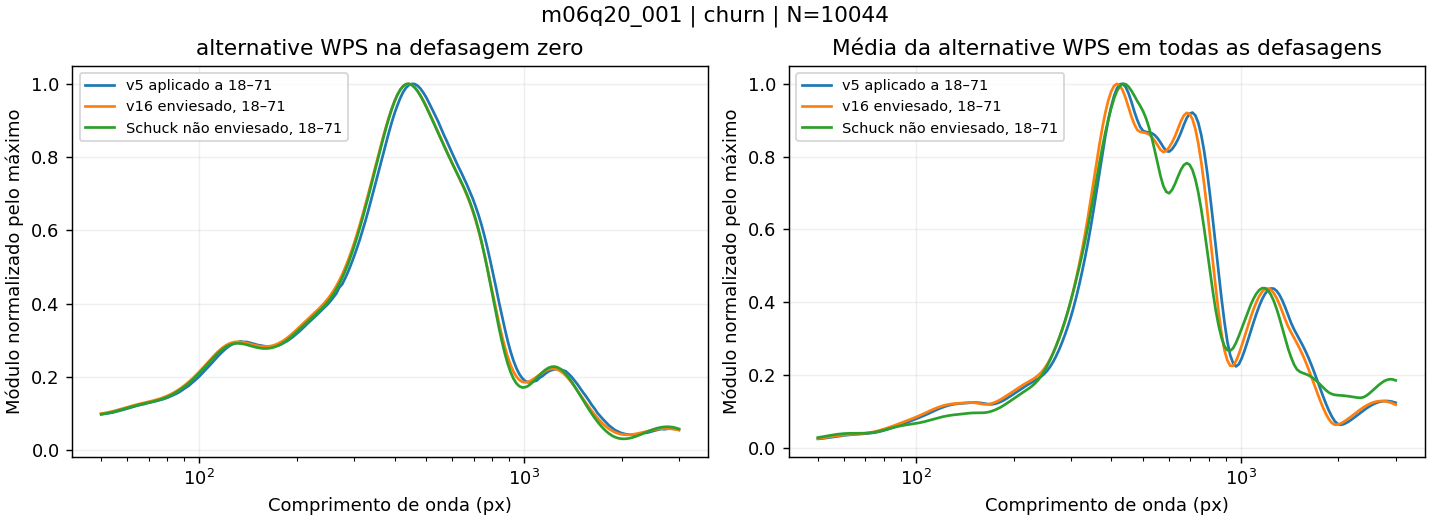 m06q20_001 | churn | N=10044
alternative WPS na defasagem zero
v5 aplicado a 18–71
v16 enviesado, 18–71
Schuck não enviesado, 18–71
Módulo normalizado pelo máximo
1.0
0.8
0.6
0.4
0.2
0.0
10²
10³
Comprimento de onda (px)
Média da alternative WPS em todas as defasagens
v5 aplicado a 18–71
v16 enviesado, 18–71
Schuck não enviesado, 18–71
Módulo normalizado pelo máximo
1.0
0.8
0.6
0.4
0.2
0.0
10²
10³
Comprimento de onda (px)